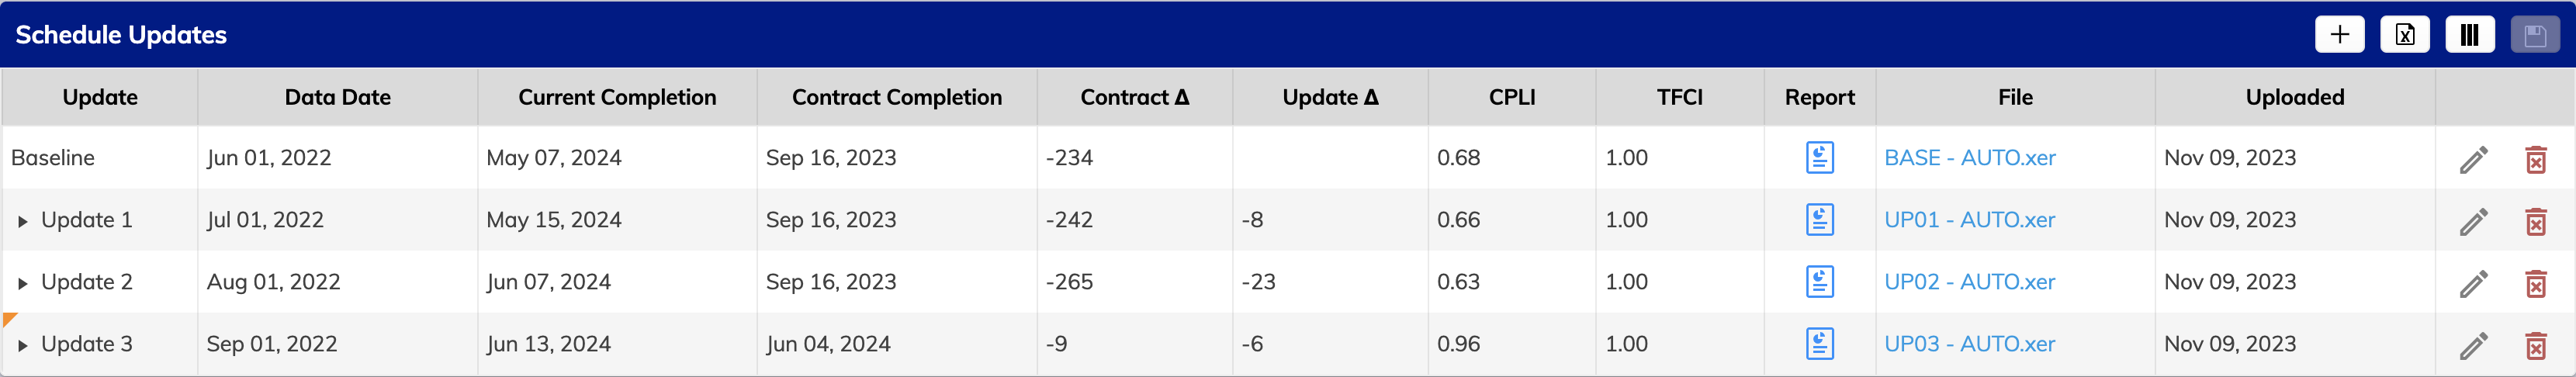 Schedule Updates
Update Data Date Current Completion Contract Completion Contract Δ Update Δ CPLI TFCI Report File Uploaded
Baseline Jun 01, 2022 May 07, 2024 Sep 16, 2023 -234 0.68 1.00 BASE - AUTO.xer Nov 09, 2023
Update 1 Jul 01, 2022 May 15, 2024 Sep 16, 2023 -242 -8 0.66 1.00 UP01 - AUTO.xer Nov 09, 2023
Update 2 Aug 01, 2022 Jun 07, 2024 Sep 16, 2023 -265 -23 0.63 1.00 UP02 - AUTO.xer Nov 09, 2023
Update 3 Sep 01, 2022 Jun 13, 2024 Jun 04, 2024 -9 -6 0.96 1.00 UP03 - AUTO.xer Nov 09, 2023